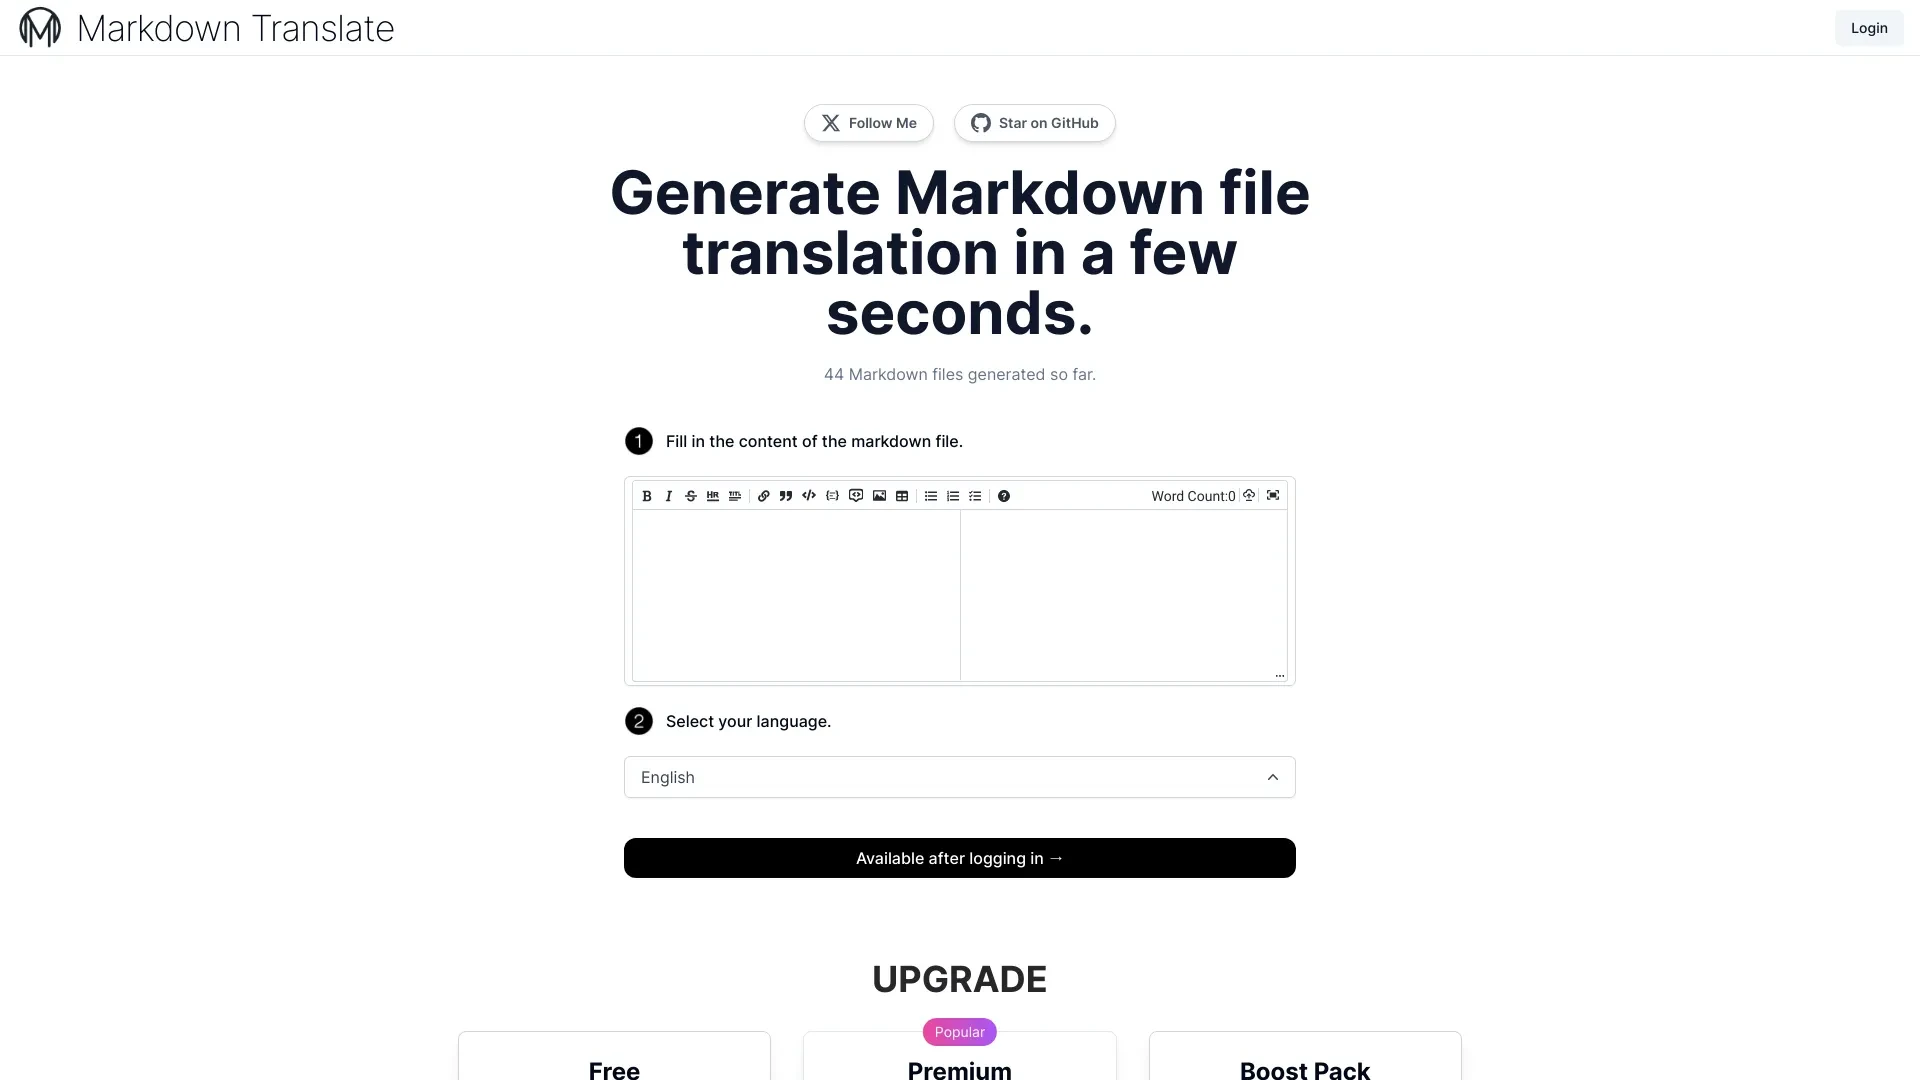 Markdown Translate
Login
Follow Me
Star on GitHub
Generate Markdown file
translation in a few
seconds.
44 Markdown files generated so far.
1 Fill in the content of the markdown file.
B I S HR Word Count:0
...
2 Select your language.
English
Available after logging in →
UPGRADE
Popular
Free
Premium
Boost Pack